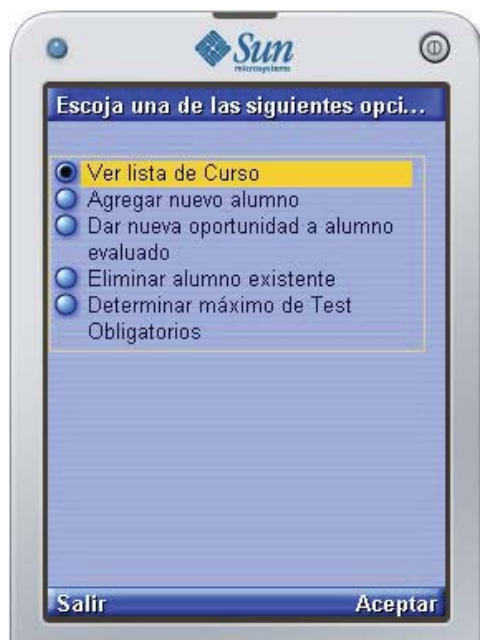 Sun
microsystems
Escoja una de las siguientes opci...
Ver lista de Curso
Agregar nuevo alumno
Dar nueva oportunidad a alumno
evaluado
Eliminar alumno existente
Determinar máximo de Test
Obligatorios
Salir
Aceptar